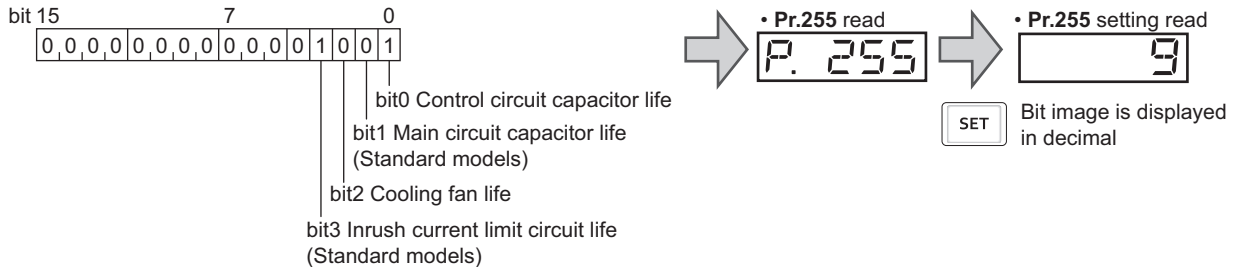 bit 15 7 0
0 0 0 0 0 0 0 0 0 0 0 0 1 0 0 1
bit0 Control circuit capacitor life
bit1 Main circuit capacitor life
(Standard models)
bit2 Cooling fan life
bit3 Inrush current limit circuit life
(Standard models)
• Pr.255 read
P. 255
• Pr.255 setting read
9
SET
Bit image is displayed
in decimal